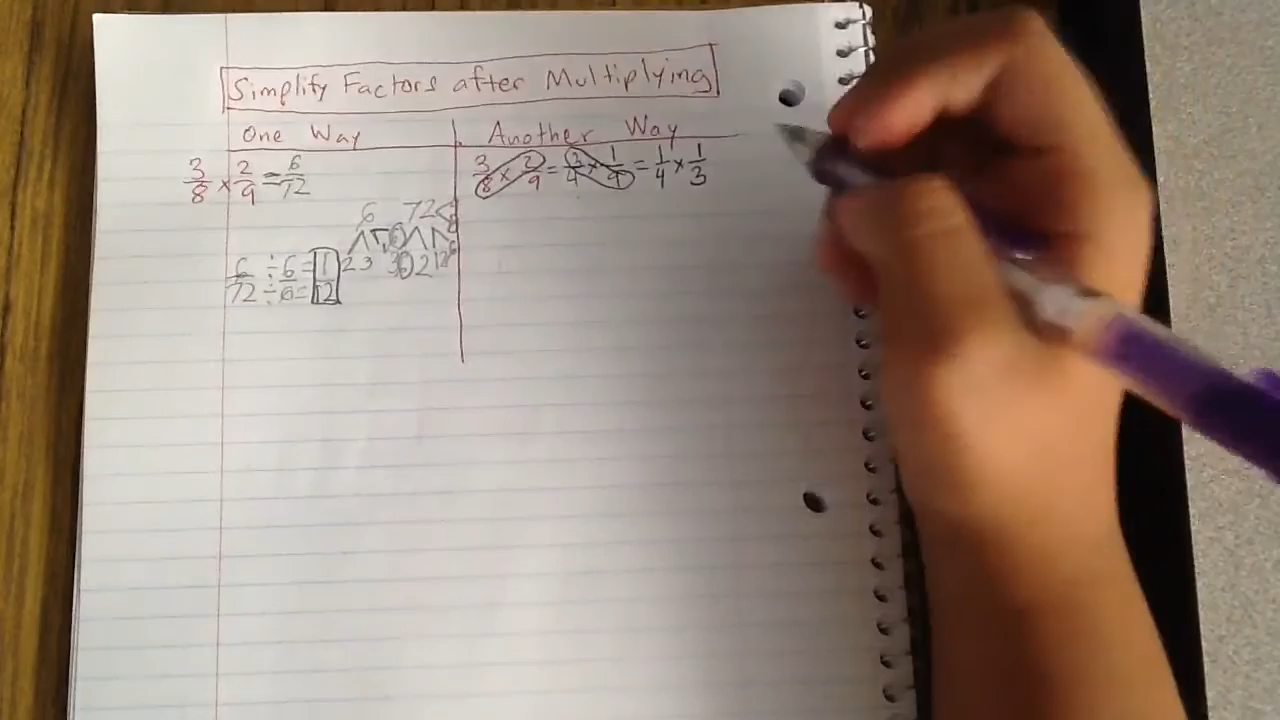 Simplify Factors after Multiplying
One Way
Another Way
3/8 × 2/9 = 6/72
3/8 × 2/9 = 3/4 × 1/9 = 1/4 × 1/3
6 72
2 3
6/72 ÷ 6/6 = 1/12